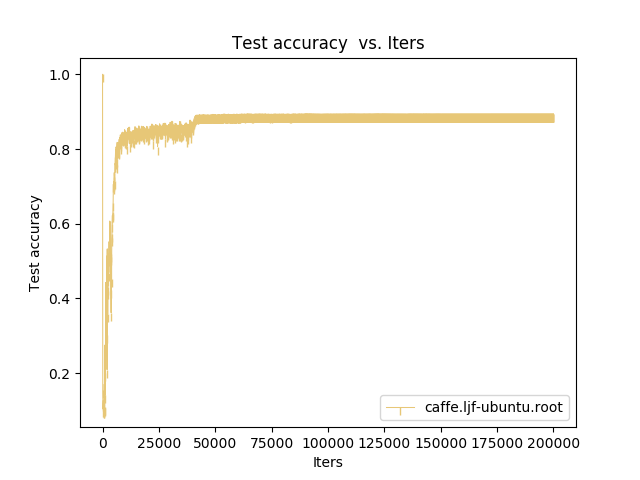 Test accuracy  vs. Iters
1.0
0.8
0.6
0.4
0.2
Test accuracy
caffe.ljf-ubuntu.root
0 25000 50000 75000 100000 125000 150000 175000 200000
Iters